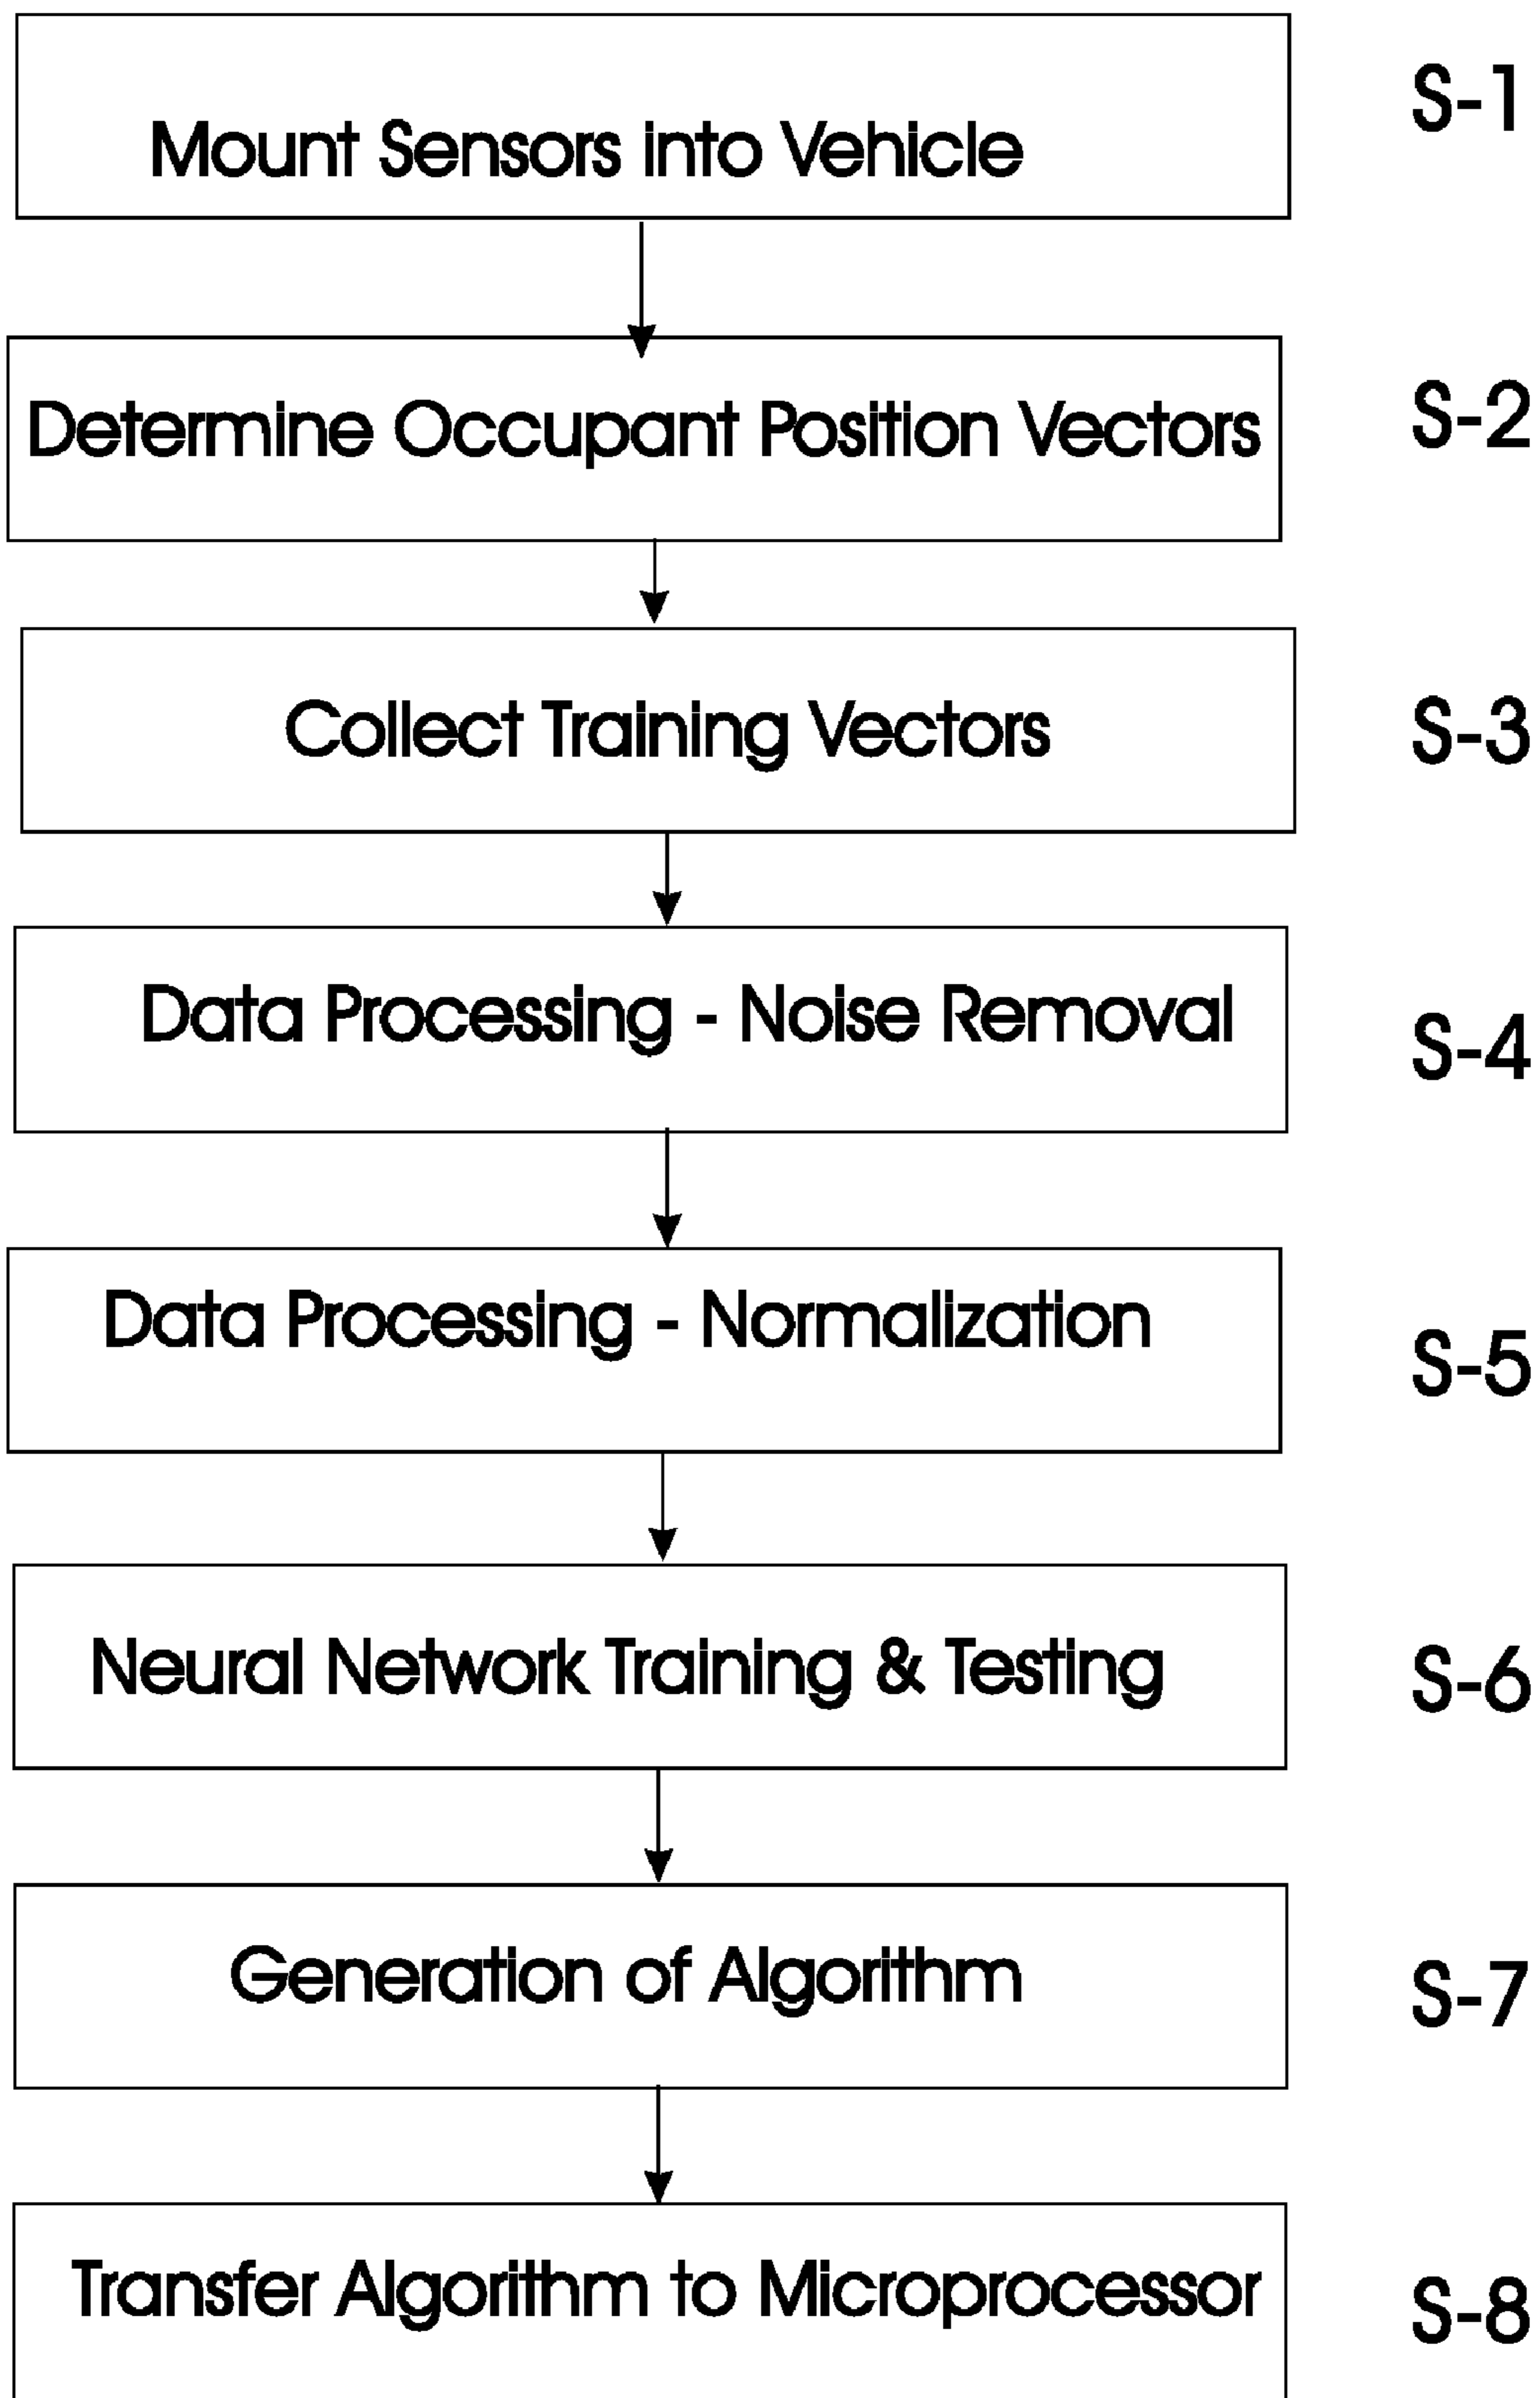 Mount Sensors into Vehicle
S-1
Determine Occupant Position Vectors
S-2
Collect Training Vectors
S-3
Data Processing - Noise Removal
S-4
Data Processing - Normalization
S-5
Neural Network Training & Testing
S-6
Generation of Algorithm
S-7
Transfer Algorithm to Microprocessor
S-8